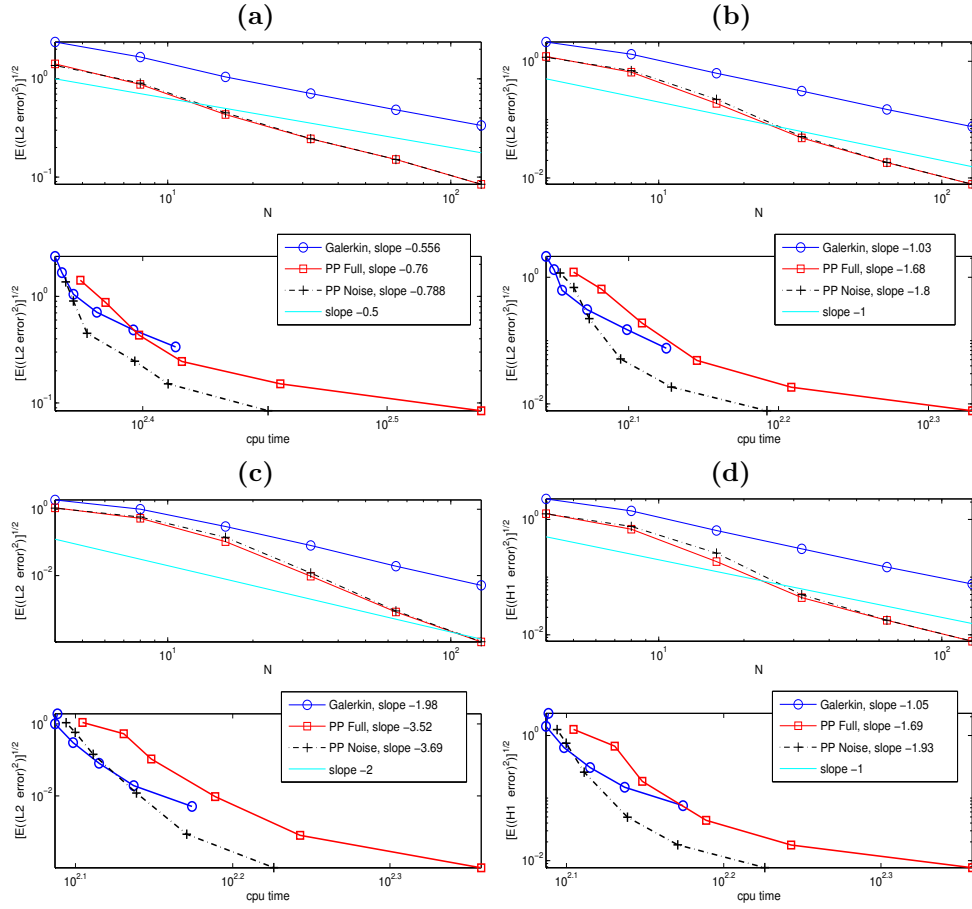 (a)
[E((L2 error)²)]^{1/2}
10^0
10^{-1}
10^1
10^2
N
[E((L2 error)²)]^{1/2}
10^0
10^{-1}
Galerkin, slope −0.556
PP Full, slope −0.76
PP Noise, slope −0.788
slope −0.5
10^{2.4}
10^{2.5}
cpu time
(b)
[E((L2 error)²)]^{1/2}
10^0
10^{-2}
10^1
10^2
N
[E((L2 error)²)]^{1/2}
10^0
10^{-2}
Galerkin, slope −1.03
PP Full, slope −1.68
PP Noise, slope −1.8
slope −1
10^{2.1}
10^{2.2}
10^{2.3}
cpu time
(c)
[E((L2 error)²)]^{1/2}
10^0
10^{-2}
10^1
10^2
N
[E((L2 error)²)]^{1/2}
10^0
10^{-2}
Galerkin, slope −1.98
PP Full, slope −3.52
PP Noise, slope −3.69
slope −2
10^{2.1}
10^{2.2}
10^{2.3}
cpu time
(d)
[E((H1 error)²)]^{1/2}
10^0
10^{-2}
10^1
10^2
N
[E((H1 error)²)]^{1/2}
10^0
10^{-2}
Galerkin, slope −1.05
PP Full, slope −1.69
PP Noise, slope −1.93
slope −1
10^{2.1}
10^{2.2}
10^{2.3}
cpu time